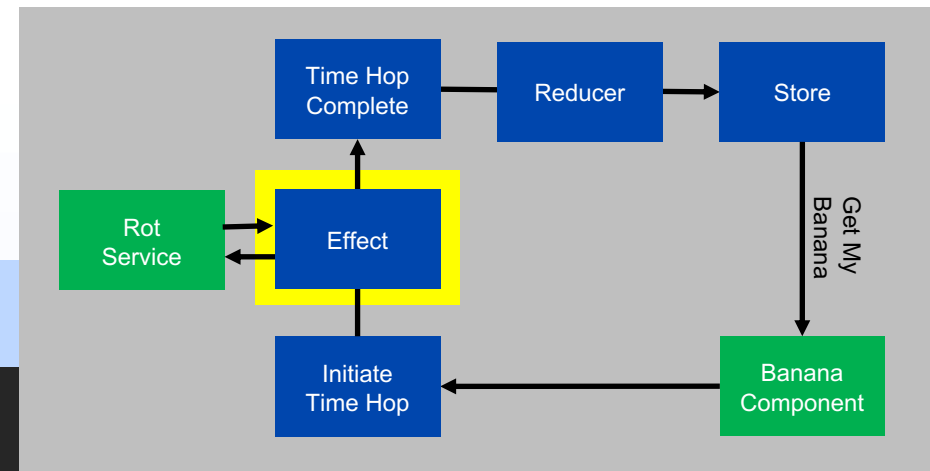 Time Hop
Complete
Reducer
Store
Rot
Service
Effect
Get My
Banana
Initiate
Time Hop
Banana
Component